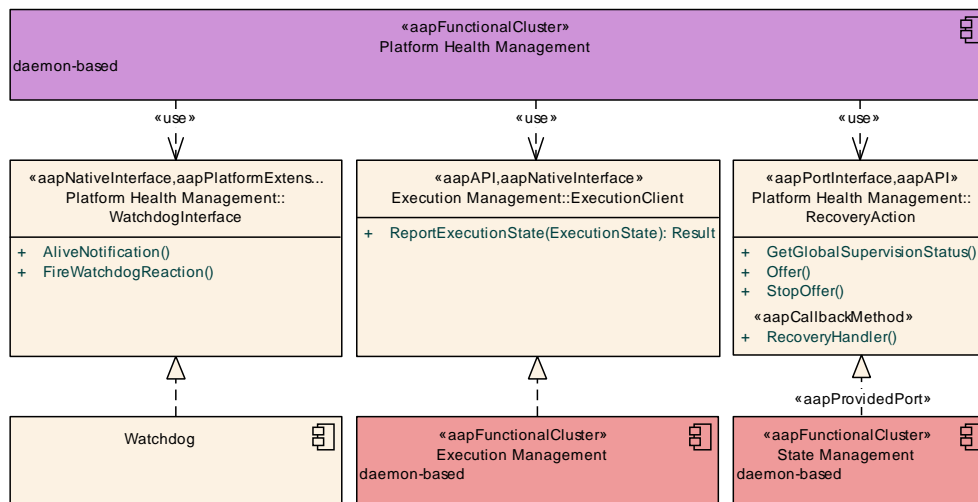 «aapFunctionalCluster»
Platform Health Management
daemon-based
«use»
«use»
«use»
«aapNativeInterface,aapPlatformExtens...
Platform Health Management::
WatchdogInterface
+ AliveNotification()
+ FireWatchdogReaction()
«aapAPI,aapNativeInterface»
Execution Management::ExecutionClient
+ ReportExecutionState(ExecutionState): Result
«aapPortInterface,aapAPI»
Platform Health Management::
RecoveryAction
+ GetGlobalSupervisionStatus()
+ Offer()
+ StopOffer()
«aapCallbackMethod»
+ RecoveryHandler()
«aapProvidedPort»
Watchdog
«aapFunctionalCluster»
Execution Management
daemon-based
«aapFunctionalCluster»
State Management
daemon-based